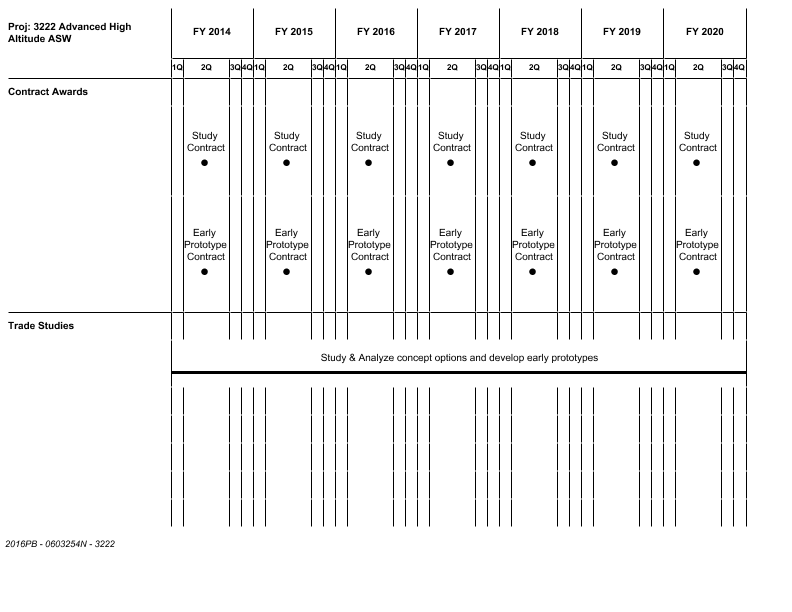 Proj: 3222 Advanced High
Altitude ASW
FY 2014 FY 2015 FY 2016 FY 2017 FY 2018 FY 2019 FY 2020
1Q 2Q 3Q 4Q 1Q 2Q 3Q 4Q 1Q 2Q 3Q 4Q 1Q 2Q 3Q 4Q 1Q 2Q 3Q 4Q 1Q 2Q 3Q 4Q 1Q 2Q 3Q 4Q
Contract Awards
Study Study Study Study Study Study Study
Contract Contract Contract Contract Contract Contract Contract
Early Early Early Early Early Early Early
Prototype Prototype Prototype Prototype Prototype Prototype Prototype
Contract Contract Contract Contract Contract Contract Contract
Trade Studies
Study & Analyze concept options and develop early prototypes
2016PB - 0603254N - 3222